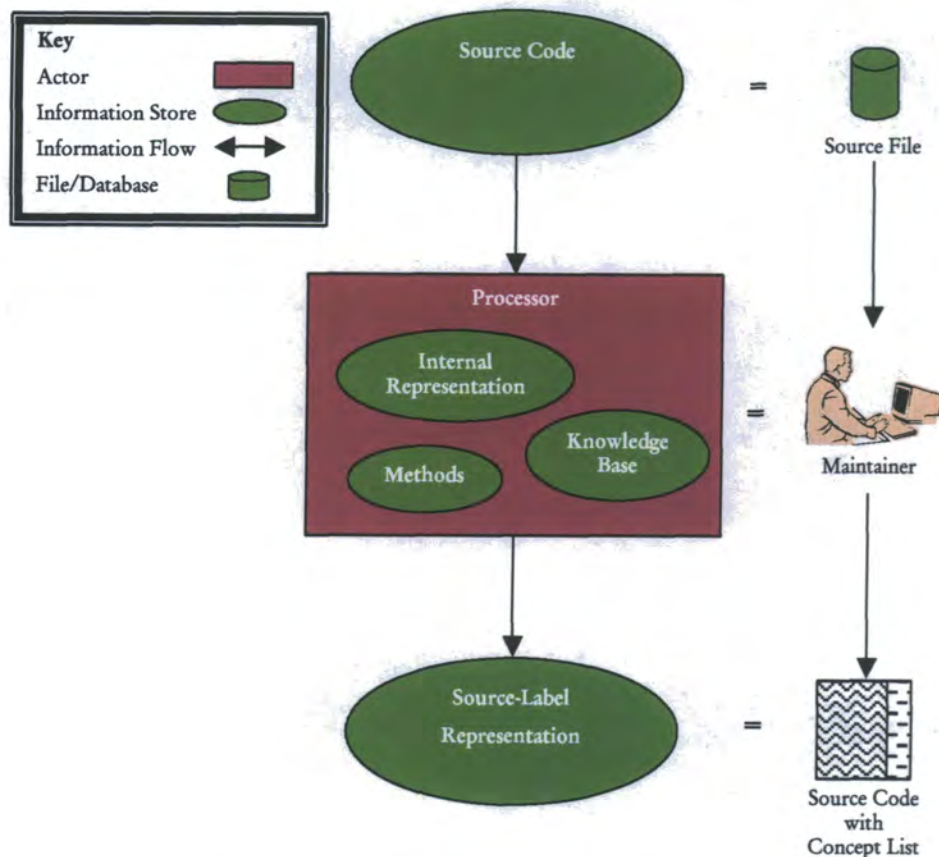 Key
Actor
Information Store
Information Flow
File/Database
Source Code
=
Source File
Processor
Internal
Representation
Knowledge
Base
Methods
=
Maintainer
Source-Label
Representation
=
Source Code
with
Concept List